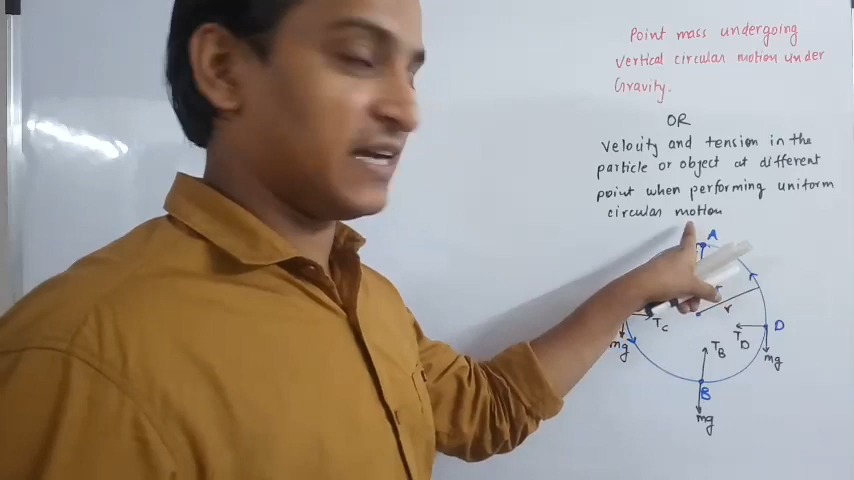 Point mass undergoing
vertical circular motion under
Gravity.
OR
Velocity and tension in the
particle or object at different
point when performing uniform
circular motion
A
r
D
TC
TD
mg
mg
TB
B
mg